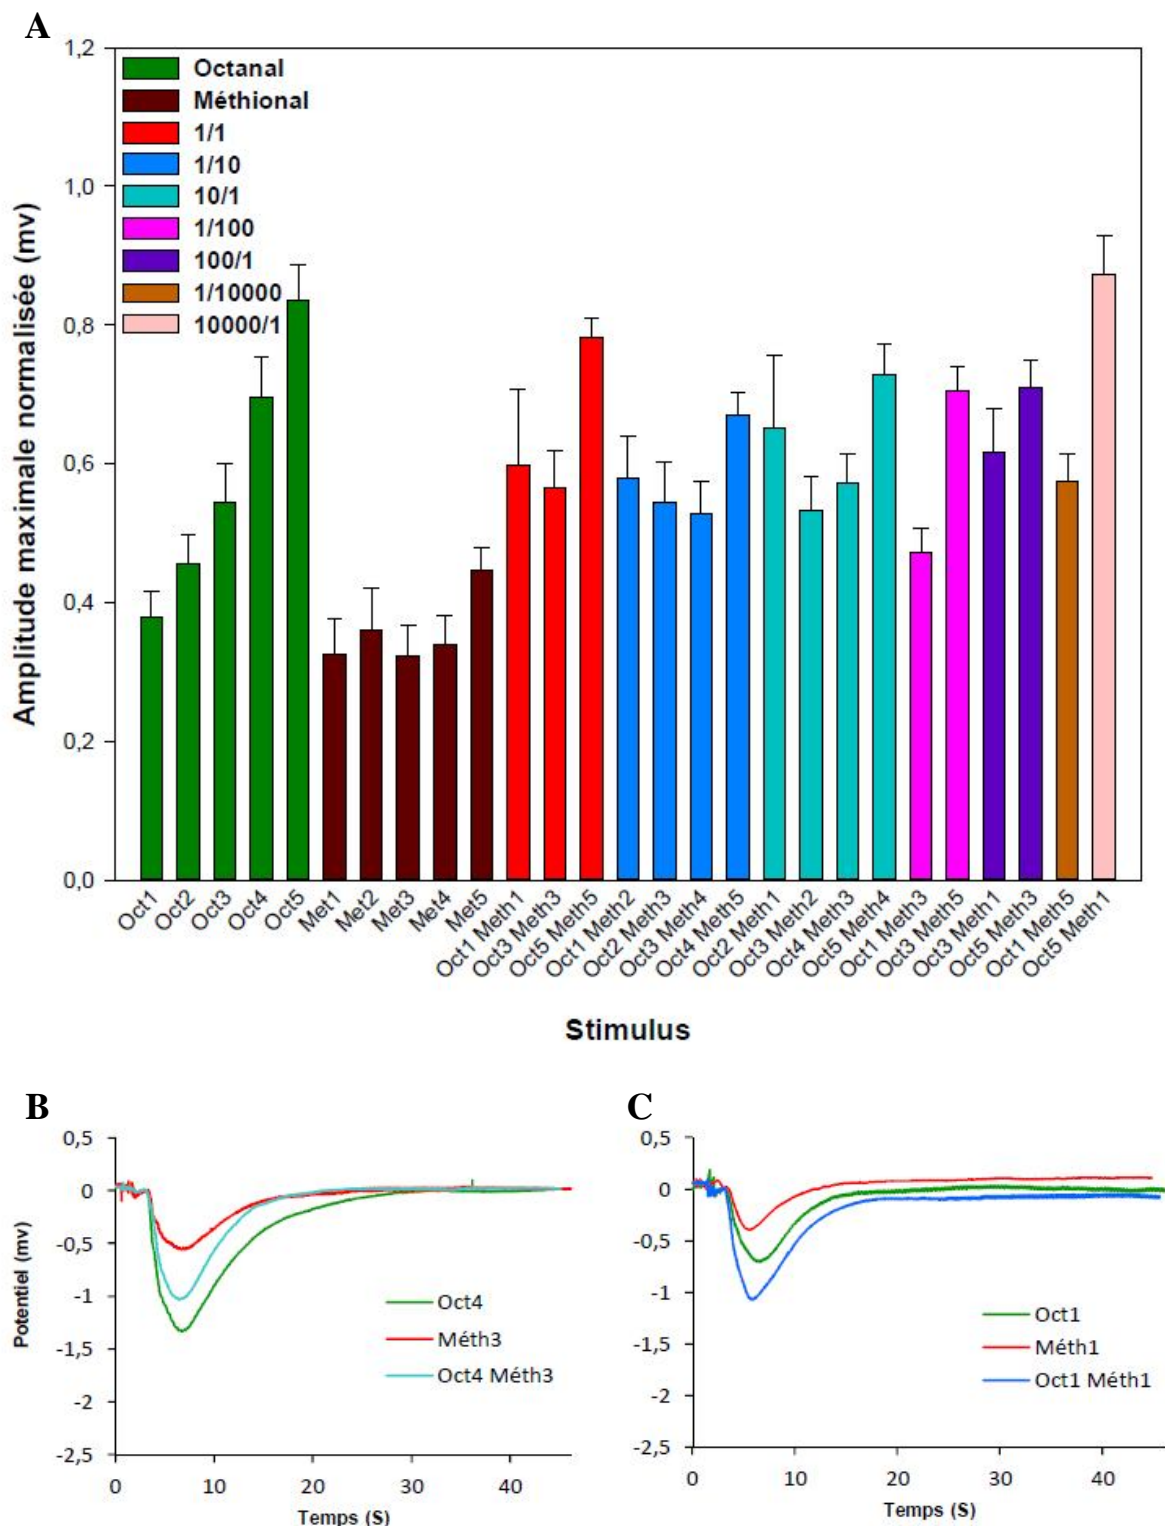 A
1,2
1,0
0,8
0,6
0,4
0,2
0,0
Amplitude maximale normalisée (mv)
Octanal
Méthional
1/1
1/10
10/1
1/100
100/1
1/10000
10000/1
Oct1
Oct2
Oct3
Oct4
Oct5
Met1
Met2
Met3
Met4
Met5
Oct1 Meth1
Oct3 Meth3
Oct5 Meth5
Oct1 Meth2
Oct2 Meth3
Oct3 Meth4
Oct4 Meth5
Oct2 Meth1
Oct3 Meth2
Oct4 Meth3
Oct5 Meth4
Oct1 Meth3
Oct3 Meth5
Oct3 Meth1
Oct5 Meth3
Oct1 Meth5
Oct5 Meth1
Stimulus
B
0,5
0
-0,5
-1
-1,5
-2
-2,5
Potentiel (mv)
Oct4
Méth3
Oct4 Méth3
0 10 20 30 40
Temps (S)
C
0,5
0
-0,5
-1
-1,5
-2
-2,5
Oct1
Méth1
Oct1 Méth1
0 10 20 30 40
Temps (S)